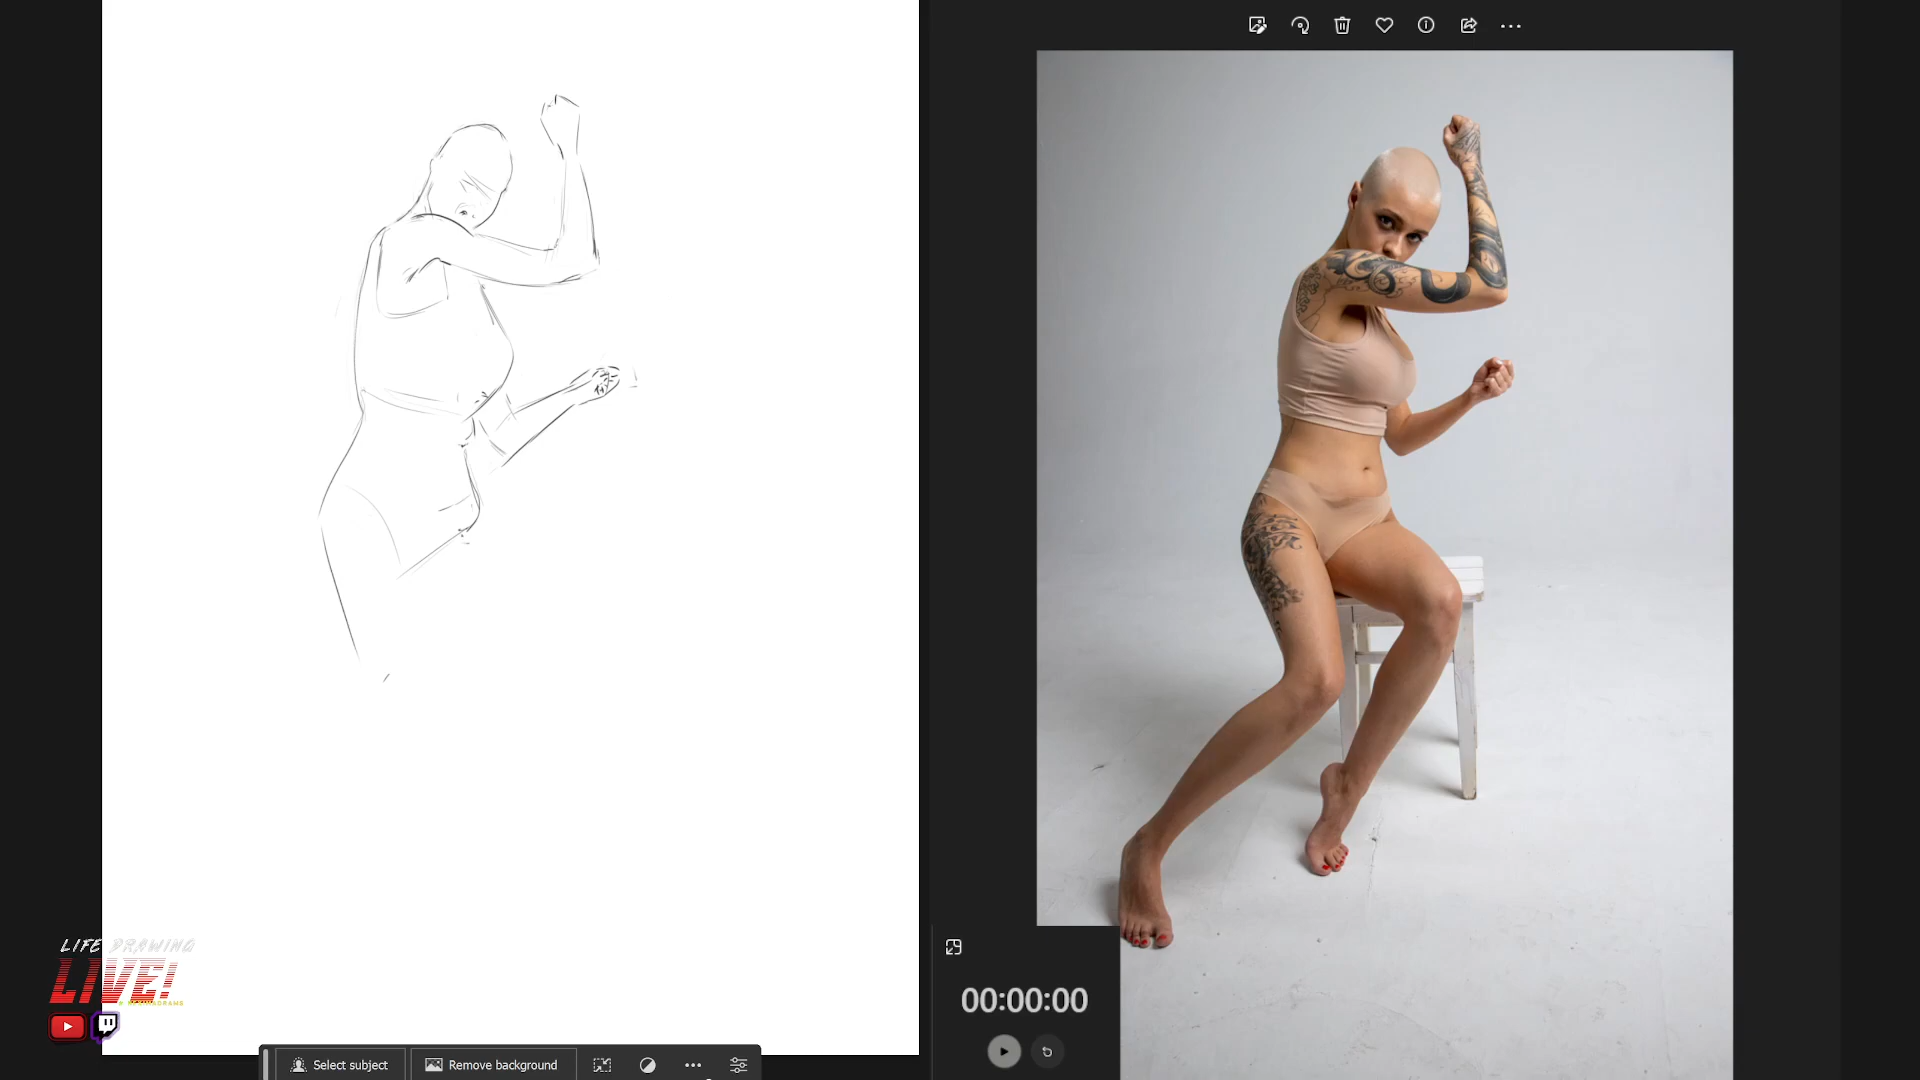 LIFE DRAWING
LIVE!
00:00:00
Select subject
Remove background